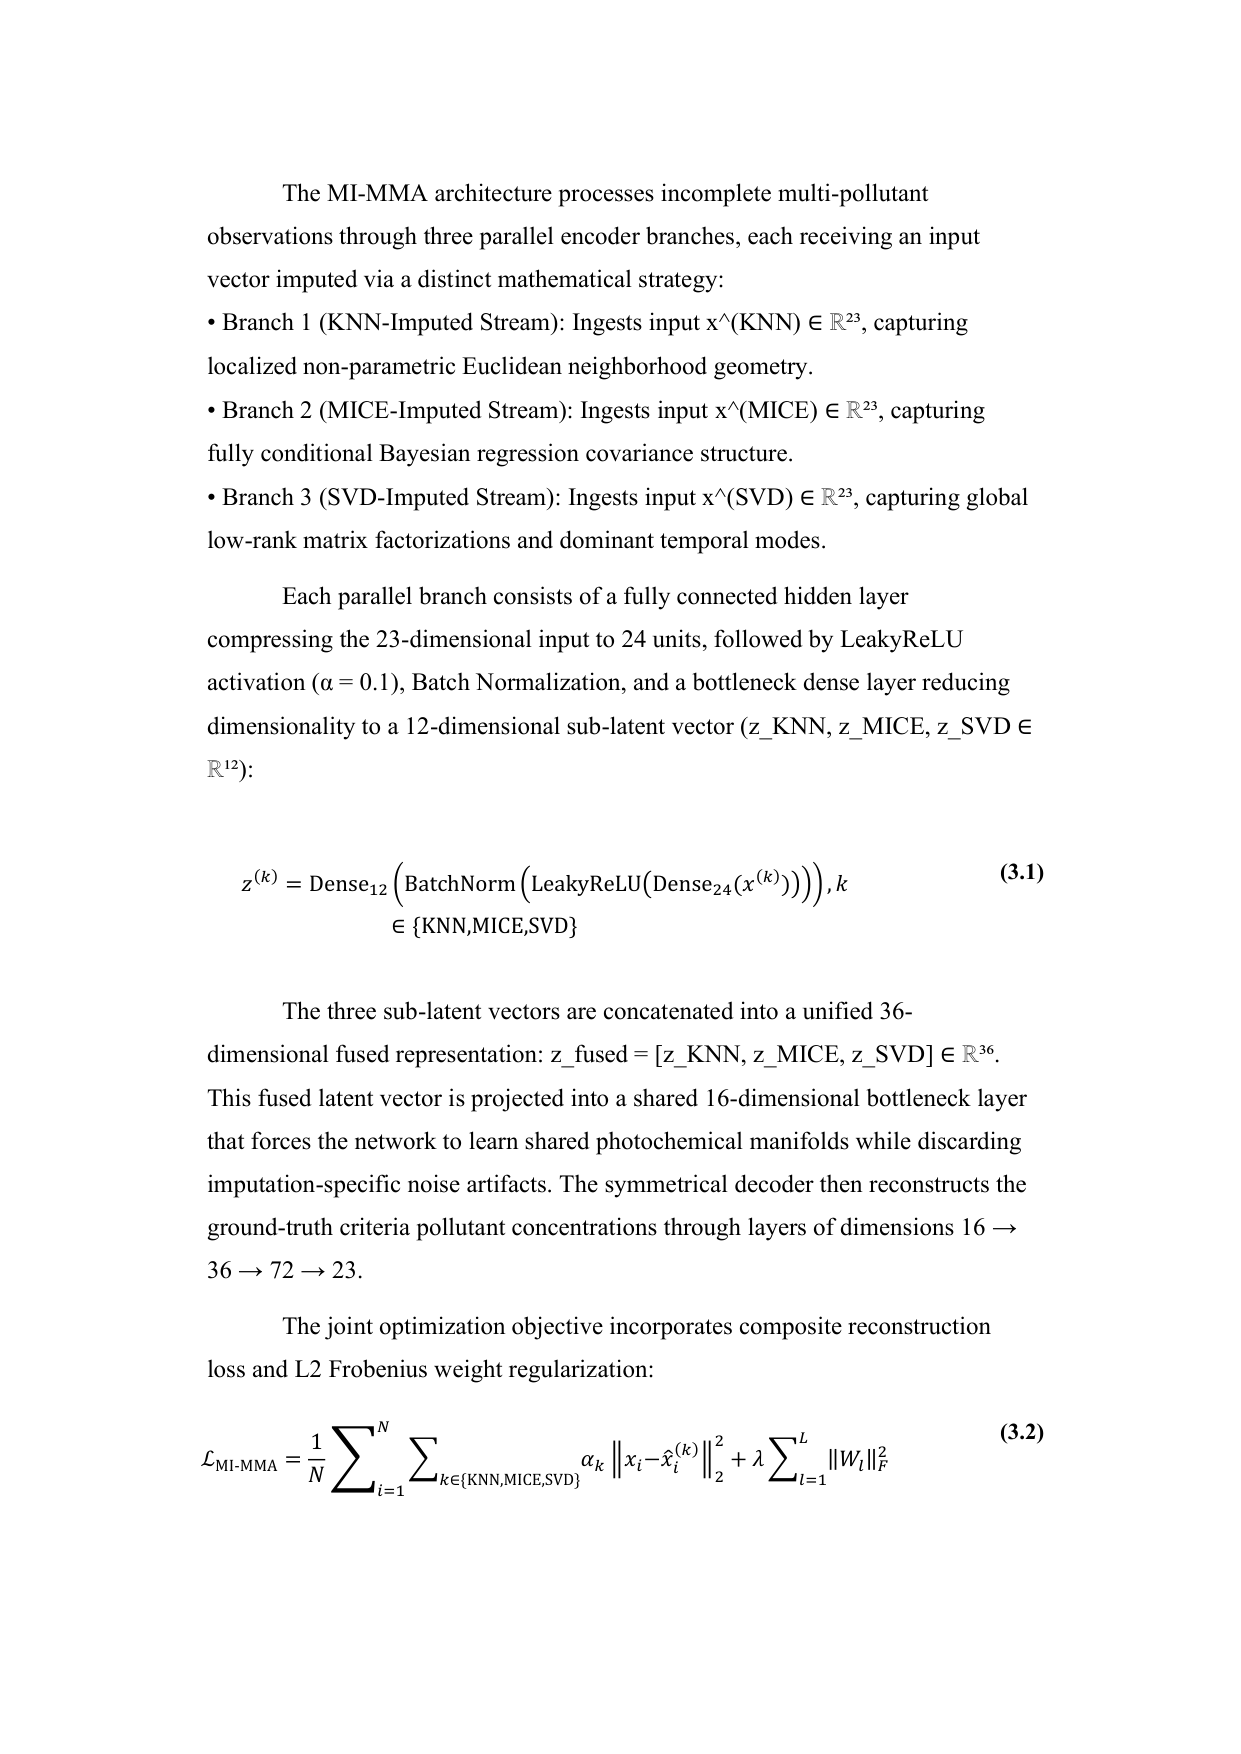 The MI-MMA architecture processes incomplete multi-pollutant
observations through three parallel encoder branches, each receiving an input
vector imputed via a distinct mathematical strategy:
• Branch 1 (KNN-Imputed Stream): Ingests input x^(KNN) ∈ ℝ²³, capturing
localized non-parametric Euclidean neighborhood geometry.
• Branch 2 (MICE-Imputed Stream): Ingests input x^(MICE) ∈ ℝ²³, capturing
fully conditional Bayesian regression covariance structure.
• Branch 3 (SVD-Imputed Stream): Ingests input x^(SVD) ∈ ℝ²³, capturing global
low-rank matrix factorizations and dominant temporal modes.
Each parallel branch consists of a fully connected hidden layer
compressing the 23-dimensional input to 24 units, followed by LeakyReLU
activation (α = 0.1), Batch Normalization, and a bottleneck dense layer reducing
dimensionality to a 12-dimensional sub-latent vector (z_KNN, z_MICE, z_SVD ∈
ℝ¹²):
z^(k) = Dense₁₂ (BatchNorm (LeakyReLU(Dense₂₄(x^(k))))), k (3.1)
∈ {KNN,MICE,SVD}
The three sub-latent vectors are concatenated into a unified 36-
dimensional fused representation: z_fused = [z_KNN, z_MICE, z_SVD] ∈ ℝ³⁶.
This fused latent vector is projected into a shared 16-dimensional bottleneck layer
that forces the network to learn shared photochemical manifolds while discarding
imputation-specific noise artifacts. The symmetrical decoder then reconstructs the
ground-truth criteria pollutant concentrations through layers of dimensions 16 →
36 → 72 → 23.
The joint optimization objective incorporates composite reconstruction
loss and L2 Frobenius weight regularization:
ℒ_MI-MMA = 1/N ∑_{i=1}^N ∑_{k∈{KNN,MICE,SVD}} α_k ‖x_i−x̂_i^(k)‖₂² + λ ∑_{l=1}^L ‖W_l‖_F² (3.2)